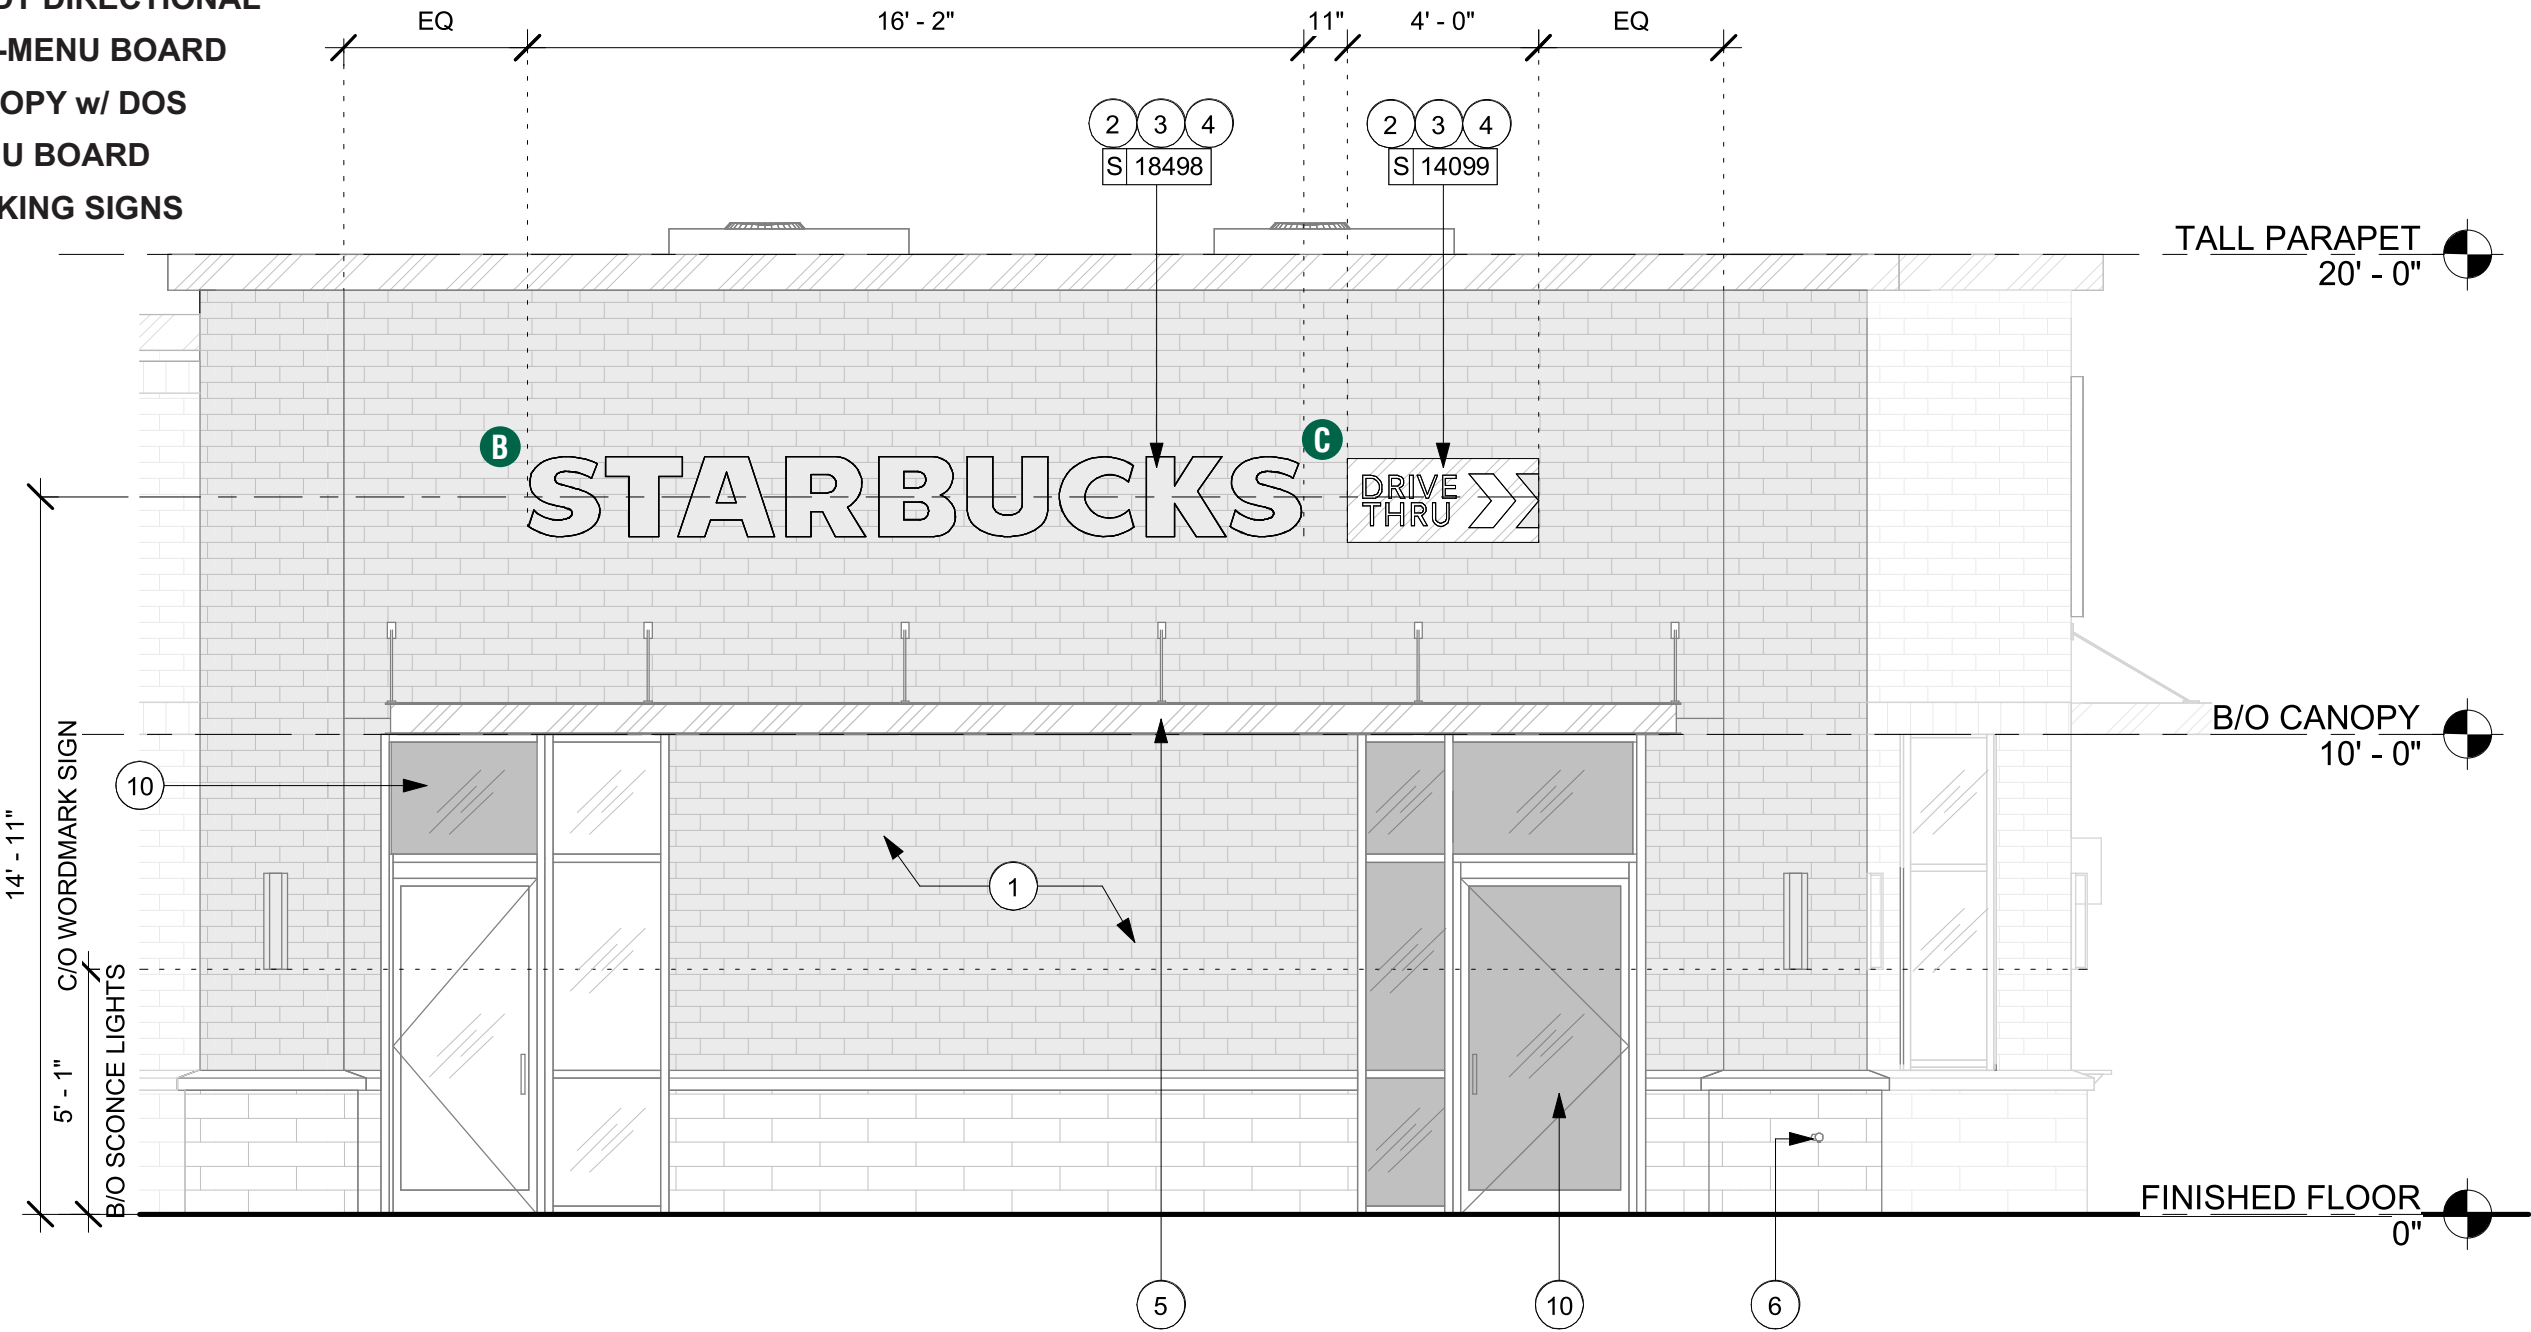 DIRECTIONAL
-MENU BOARD
OPY w/ DOS
U BOARD
KING SIGNS
EQ
16' - 2"
11"
4' - 0"
EQ
2 3 4
S 18498
2 3 4
S 14099
TALL PARAPET
20' - 0"
B
STARBUCKS
C
DRIVE
THRU
B/O CANOPY
10' - 0"
10
1
14' - 11"
C/O WORDMARK SIGN
5' - 1"
B/O SCONCE LIGHTS
FINISHED FLOOR
0"
5
10
6